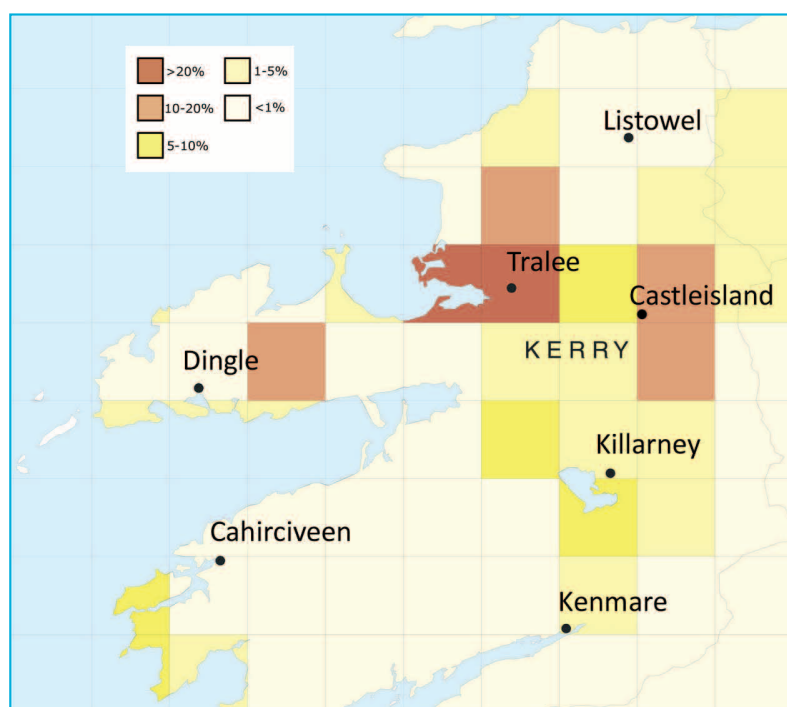 >20% 1-5%
10-20% <1%
5-10%
Listowel
Tralee
Castleisland
KERRY
Dingle
Killarney
Cahirciveen
Kenmare